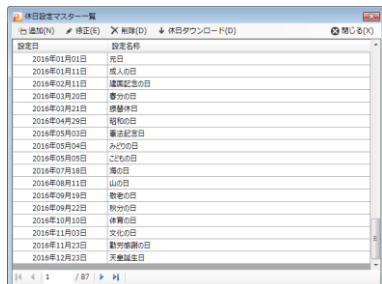 休日設定マスター一覧
追加(N) 修正(E) 削除(D) 休日ダウンロード(D) 閉じる(X)
設定日 設定名称
2016年01月01日 元日
2016年01月11日 成人の日
2016年02月11日 建国記念の日
2016年03月20日 春分の日
2016年03月21日 振替休日
2016年04月29日 昭和の日
2016年05月03日 憲法記念日
2016年05月04日 みどりの日
2016年05月05日 こどもの日
2016年07月18日 海の日
2016年08月11日 山の日
2016年09月19日 敬老の日
2016年09月22日 秋分の日
2016年10月10日 体育の日
2016年11月03日 文化の日
2016年11月23日 勤労感謝の日
2016年12月23日 天皇誕生日
1 / 87